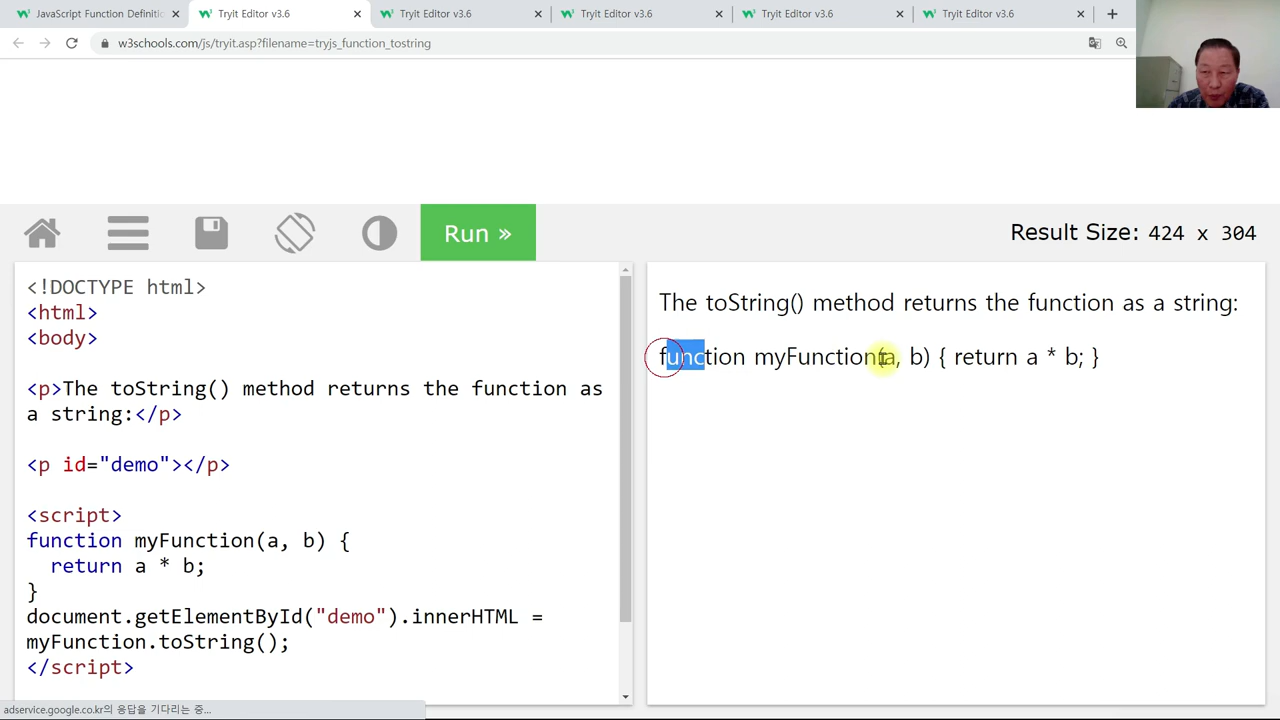 JavaScript Function Definitio
Tryit Editor v3.6
Tryit Editor v3.6
Tryit Editor v3.6
Tryit Editor v3.6
Tryit Editor v3.6
w3schools.com/js/tryit.asp?filename=tryjs_function_tostring
Run »
Result Size: 424 x 304
<!DOCTYPE html>
<html>
<body>
<p>The toString() method returns the function as
a string:</p>
<p id="demo"></p>
<script>
function myFunction(a, b) {
return a * b;
}
document.getElementById("demo").innerHTML =
myFunction.toString();
</script>
The toString() method returns the function as a string:
function myFunction(a, b) { return a * b; }
adservice.google.co.kr의 응답을 기다리는 중...